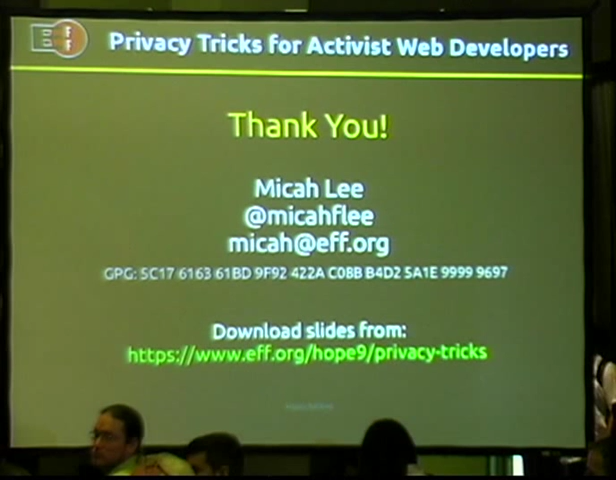 EFF
Privacy Tricks for Activist Web Developers
Thank You!
Micah Lee
@micahflee
micah@eff.org
GPG: 5C17 6163 61BD 9F92 422A C0BB B4D2 5A1E 9999 9697
Download slides from:
https://www.eff.org/hope9/privacy-tricks